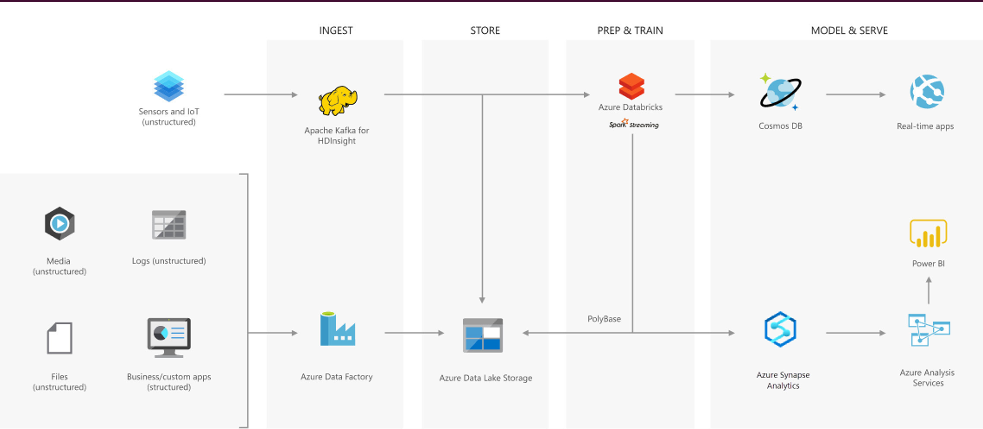 INGEST
STORE
PREP & TRAIN
MODEL & SERVE
Sensors and IoT
(unstructured)
Apache Kafka for
HDInsight
Azure Databricks
Spark Streaming
Cosmos DB
Real-time apps
Media
(unstructured)
Logs (unstructured)
Power BI
PolyBase
Files
(unstructured)
Business/custom apps
(structured)
Azure Data Factory
Azure Data Lake Storage
Azure Synapse
Analytics
Azure Analysis
Services